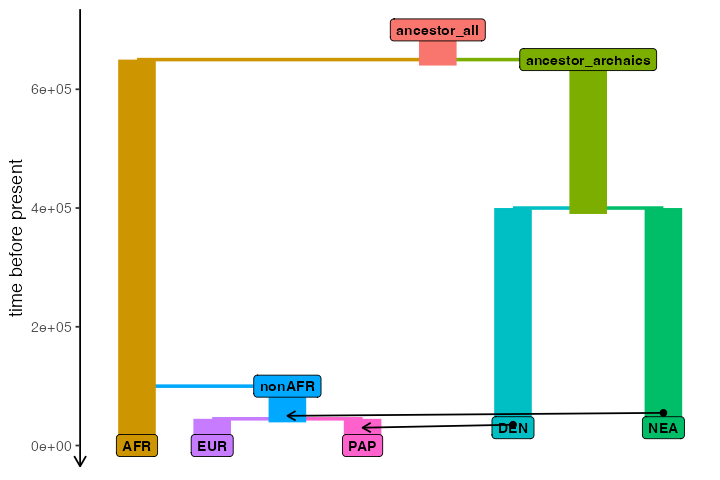 ancestor_all
ancestor_archaics
6e+05
4e+05
time before present
2e+05
nonAFR
0e+00
AFR
EUR
PAP
DEN
NEA